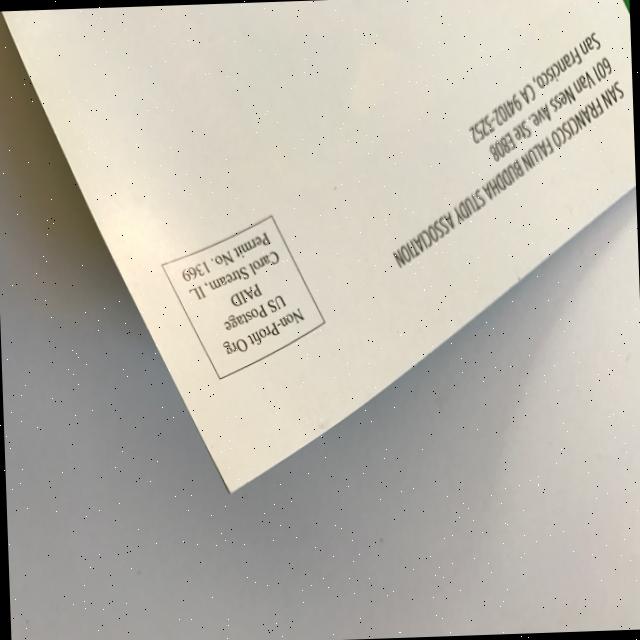 SAN FRANCISCO FALUN BUDDHA STUDY ASSOCIATION
601 Van Ness Ave. Ste E808
San Francisco, CA 94102-3252
Non-Profit Org
US Postage
PAID
Carol Stream, IL
Permit No. 1369